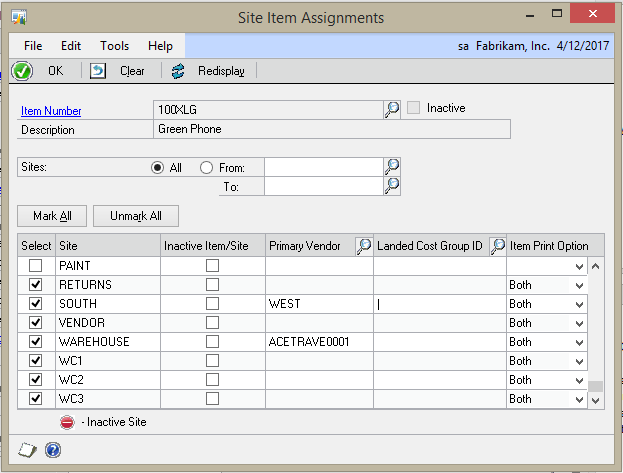 Site Item Assignments
File Edit Tools Help sa Fabrikam, Inc. 4/12/2017
OK Clear Redisplay
Item Number 100XLG Inactive
Description Green Phone
Sites: All From:
To:
Mark All Unmark All
Select Site Inactive Item/Site Primary Vendor Landed Cost Group ID Item Print Option
PAINT
RETURNS Both
SOUTH WEST Both
VENDOR Both
WAREHOUSE ACETRAVE0001 Both
WC1 Both
WC2 Both
WC3 Both
- Inactive Site